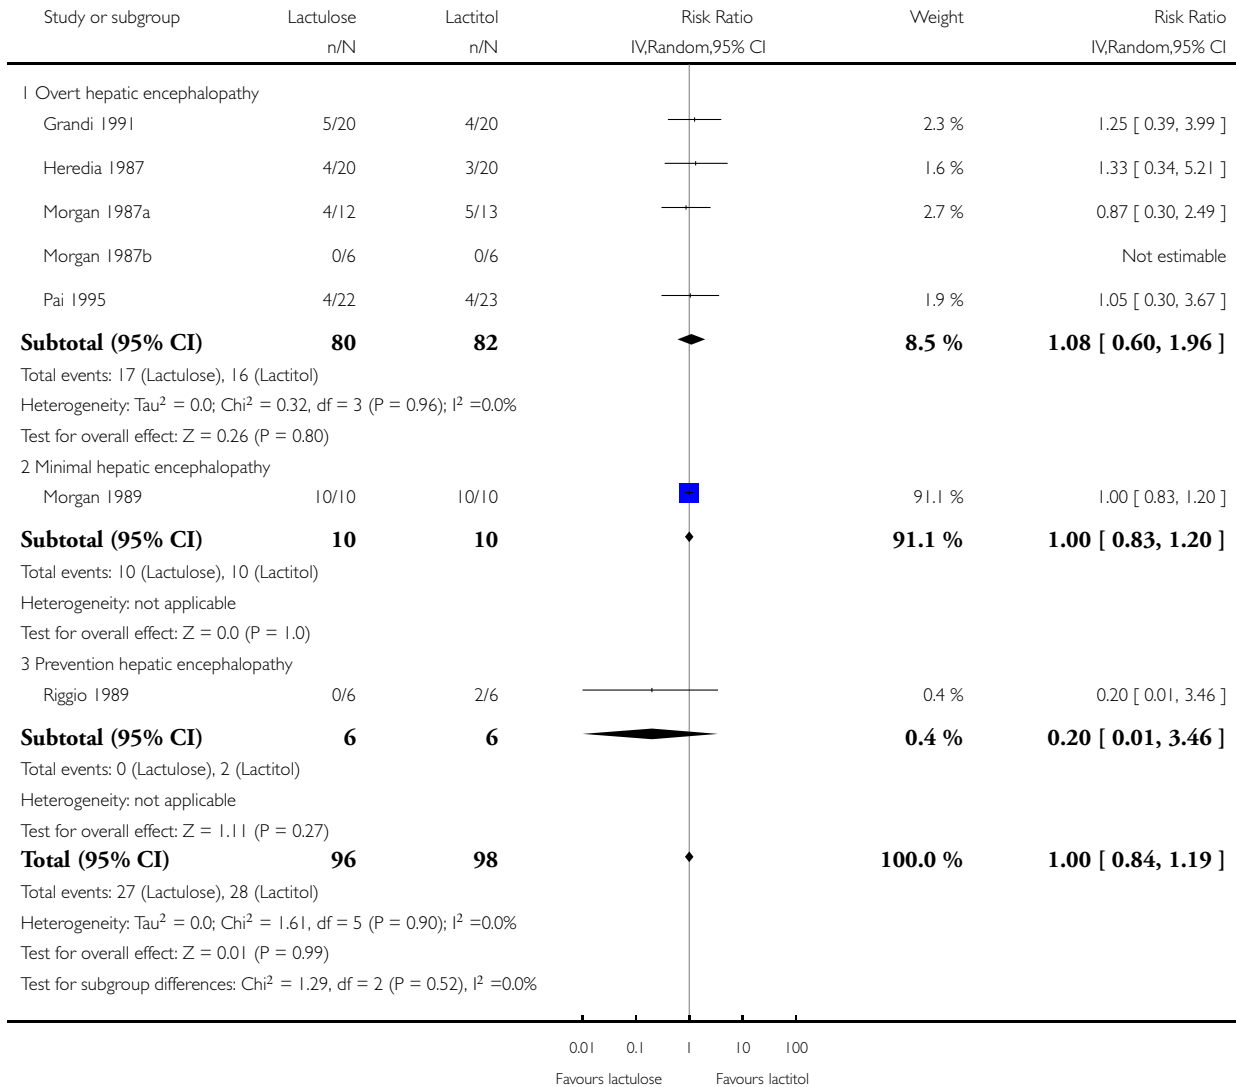 Study or subgroup Lactulose Lactitol Risk Ratio Weight Risk Ratio
n/N n/N IV,Random,95% CI IV,Random,95% CI
1 Overt hepatic encephalopathy
Grandi 1991 5/20 4/20 2.3 % 1.25 [ 0.39, 3.99 ]
Heredia 1987 4/20 3/20 1.6 % 1.33 [ 0.34, 5.21 ]
Morgan 1987a 4/12 5/13 2.7 % 0.87 [ 0.30, 2.49 ]
Morgan 1987b 0/6 0/6 Not estimable
Pai 1995 4/22 4/23 1.9 % 1.05 [ 0.30, 3.67 ]
Subtotal (95% CI) 80 82 8.5 % 1.08 [ 0.60, 1.96 ]
Total events: 17 (Lactulose), 16 (Lactitol)
Heterogeneity: Tau² = 0.0; Chi² = 0.32, df = 3 (P = 0.96); I² =0.0%
Test for overall effect: Z = 0.26 (P = 0.80)
2 Minimal hepatic encephalopathy
Morgan 1989 10/10 10/10 91.1 % 1.00 [ 0.83, 1.20 ]
Subtotal (95% CI) 10 10 91.1 % 1.00 [ 0.83, 1.20 ]
Total events: 10 (Lactulose), 10 (Lactitol)
Heterogeneity: not applicable
Test for overall effect: Z = 0.0 (P = 1.0)
3 Prevention hepatic encephalopathy
Riggio 1989 0/6 2/6 0.4 % 0.20 [ 0.01, 3.46 ]
Subtotal (95% CI) 6 6 0.4 % 0.20 [ 0.01, 3.46 ]
Total events: 0 (Lactulose), 2 (Lactitol)
Heterogeneity: not applicable
Test for overall effect: Z = 1.11 (P = 0.27)
Total (95% CI) 96 98 100.0 % 1.00 [ 0.84, 1.19 ]
Total events: 27 (Lactulose), 28 (Lactitol)
Heterogeneity: Tau² = 0.0; Chi² = 1.61, df = 5 (P = 0.90); I² =0.0%
Test for overall effect: Z = 0.01 (P = 0.99)
Test for subgroup differences: Chi² = 1.29, df = 2 (P = 0.52), I² =0.0%
0.01 0.1 1 10 100
Favours lactulose Favours lactitol